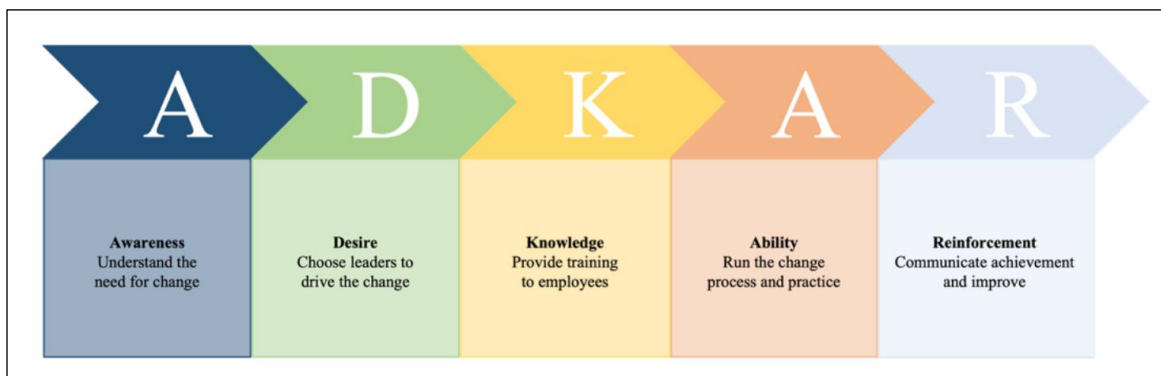 A
D
K
A
R
Awareness
Understand the
need for change
Desire
Choose leaders to
drive the change
Knowledge
Provide training
to employees
Ability
Run the change
process and practice
Reinforcement
Communicate achievement
and improve